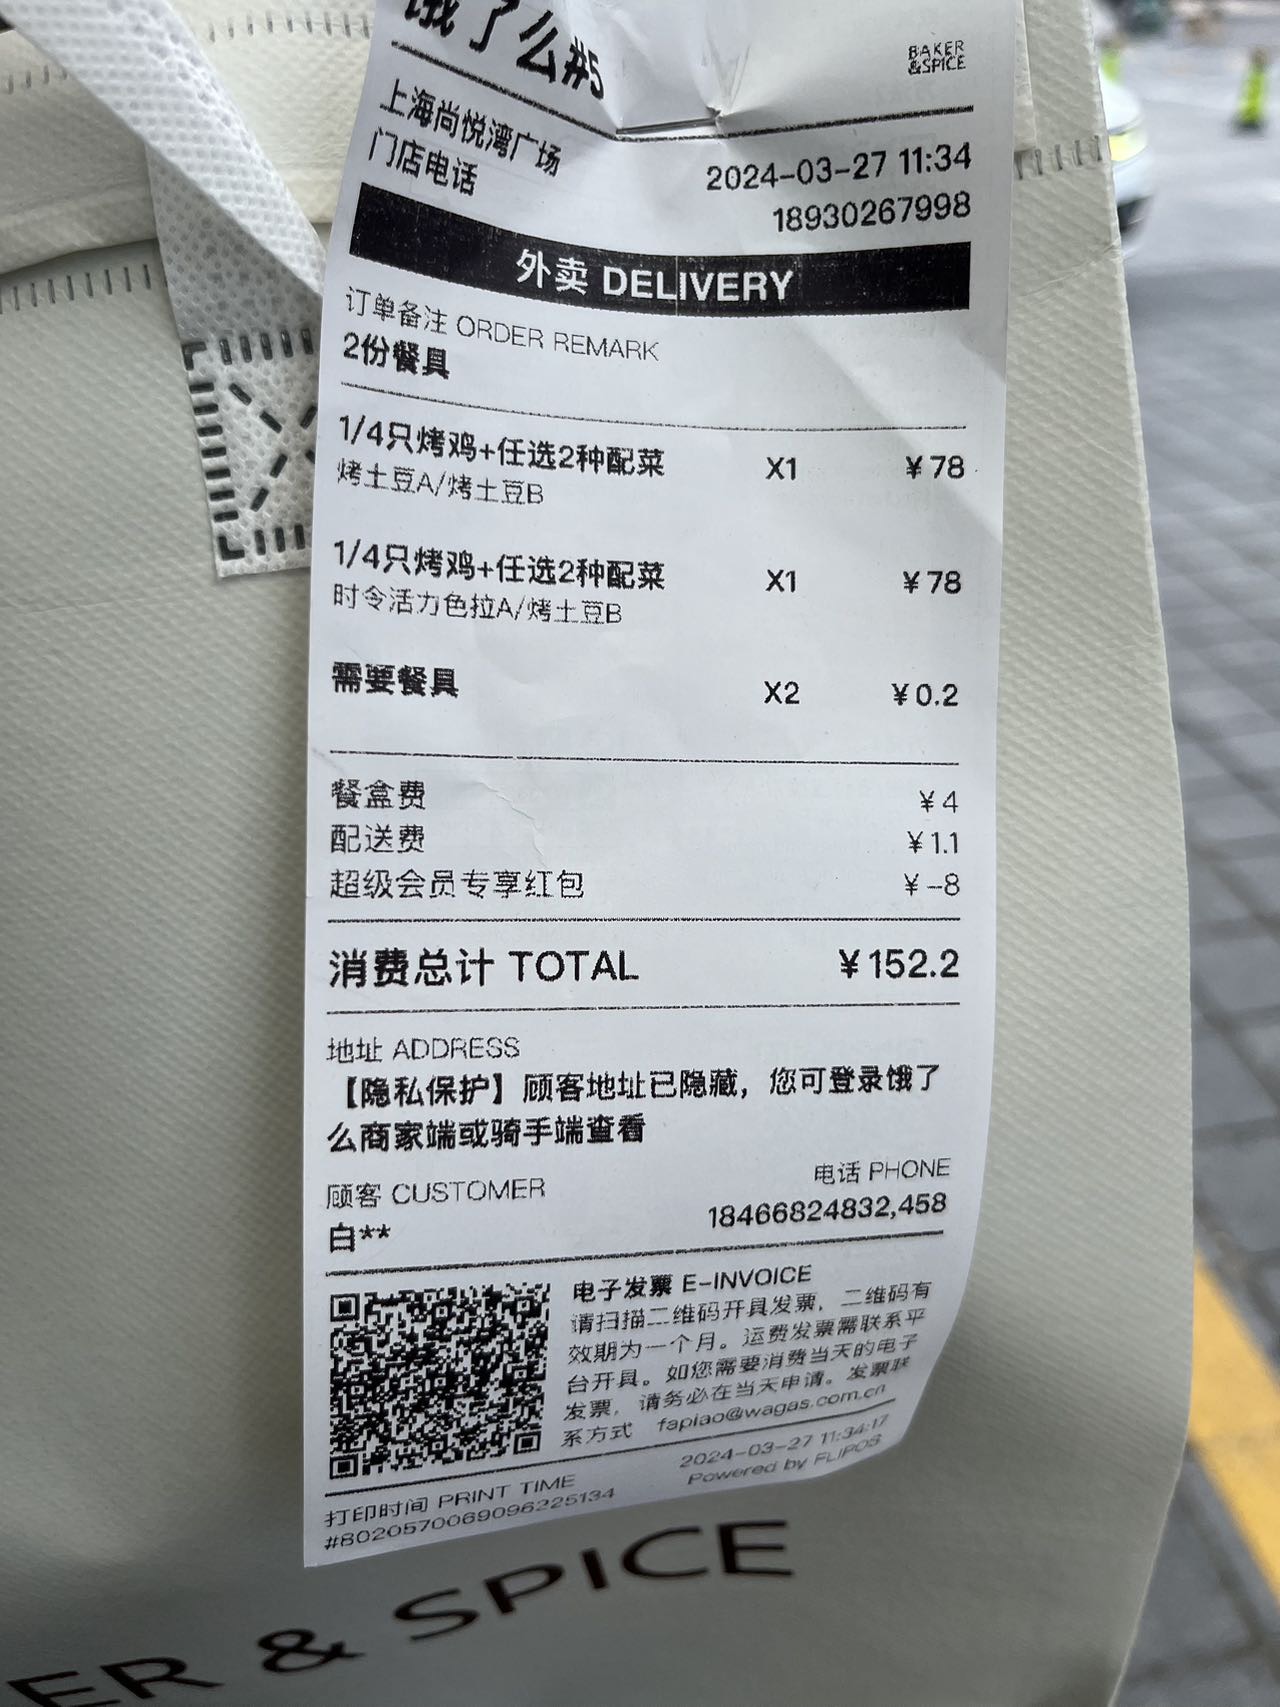 饿了么#5
BAKER
&SPICE
上海尚悦湾广场
2024-03-27 11:34
门店电话
18930267998
外卖 DELIVERY
订单备注 ORDER REMARK
2份餐具
1/4只烤鸡+任选2种配菜 X1 ¥78
烤土豆A/烤土豆B
1/4只烤鸡+任选2种配菜 X1 ¥78
时令活力色拉A/烤土豆B
需要餐具 X2 ¥0.2
餐盒费 ¥4
配送费 ¥1.1
超级会员专享红包 ¥-8
消费总计 TOTAL ¥152.2
地址 ADDRESS
【隐私保护】顾客地址已隐藏，您可登录饿了
么商家端或骑手端查看
顾客 CUSTOMER 电话 PHONE
白** 18466824832,458
电子发票 E-INVOICE
请扫描二维码开具发票，二维码有
效期为一个月。运费发票需联系平
台开具。如您需要消费当天的电子
发票，请务必在当天申请。发票联
系方式 fapiao@wagas.com.cn
打印时间 PRINT TIME 2024-03-27 11:34:17
#8020570069096225134 Powered by FLIPOS
ER & SPICE